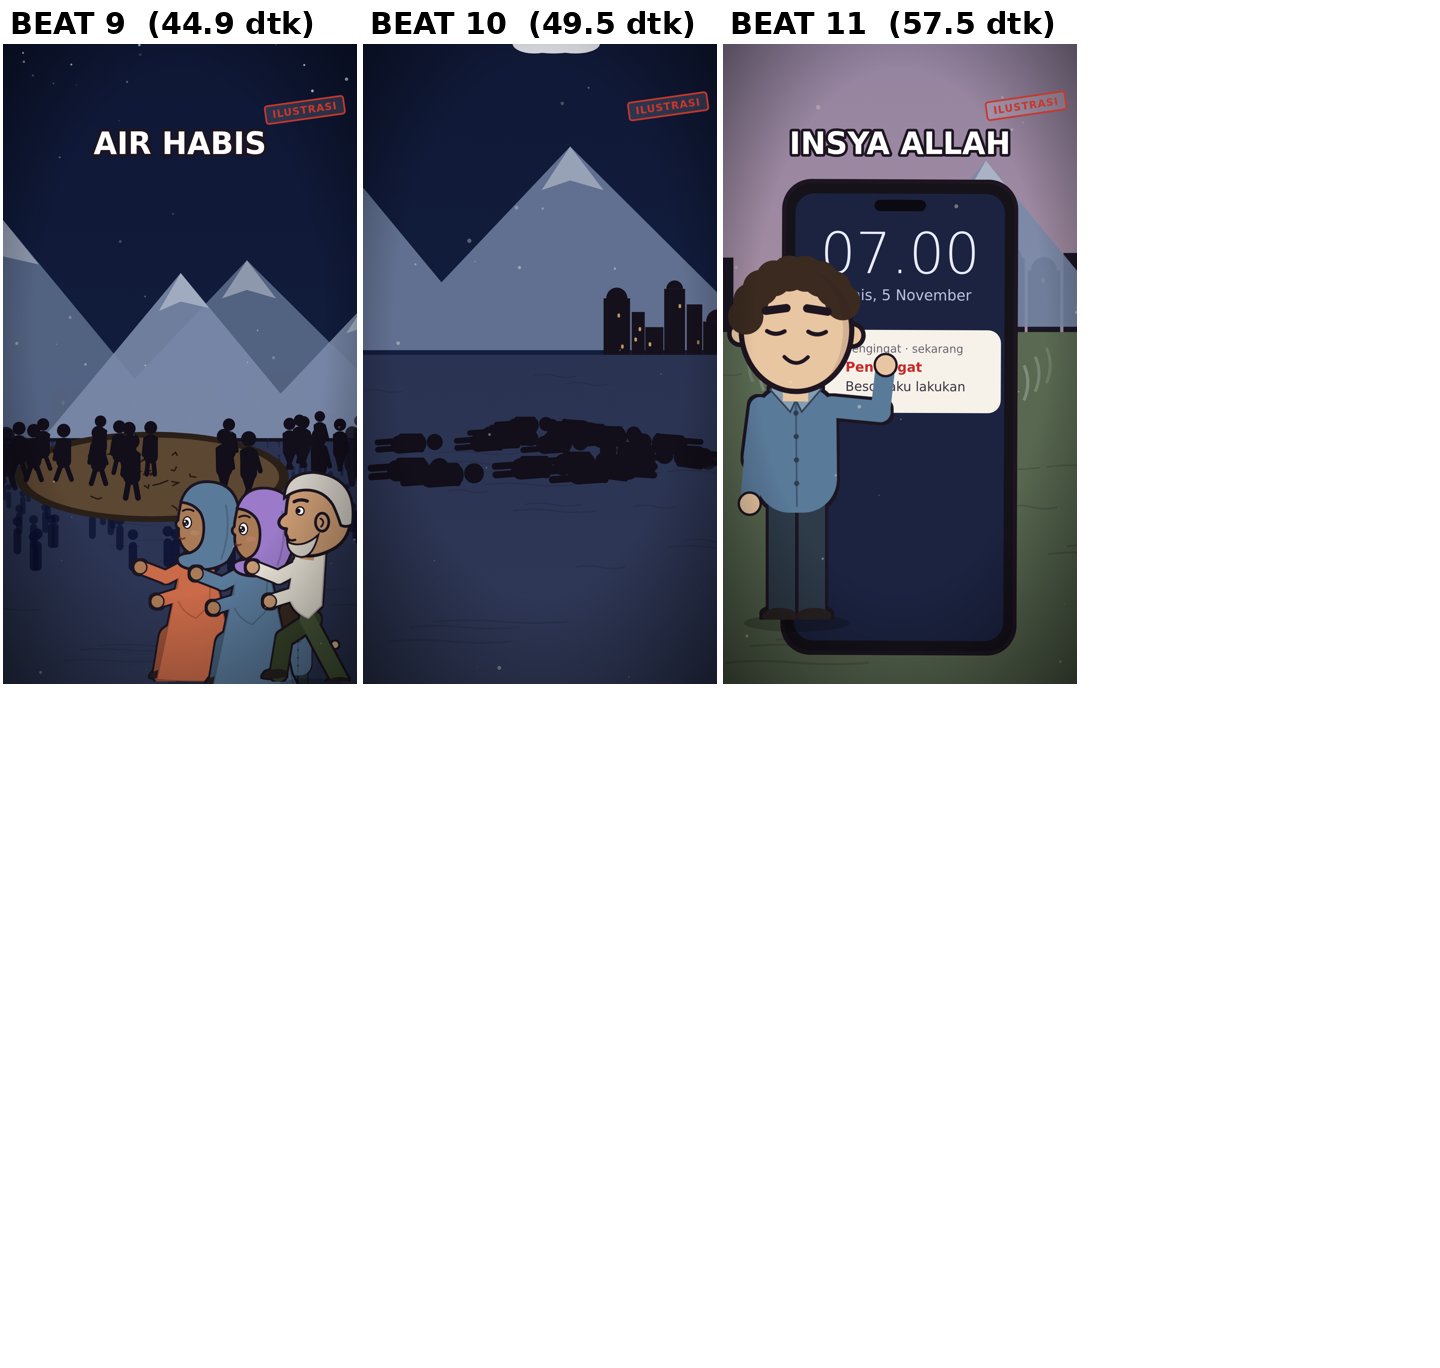 BEAT 9 (44.9 dtk)
BEAT 10 (49.5 dtk)
BEAT 11 (57.5 dtk)
ILUSTRASI
AIR HABIS
ILUSTRASI
ILUSTRASI
INSYA ALLAH
07.00
5 November
· sekarang
aku lakukan